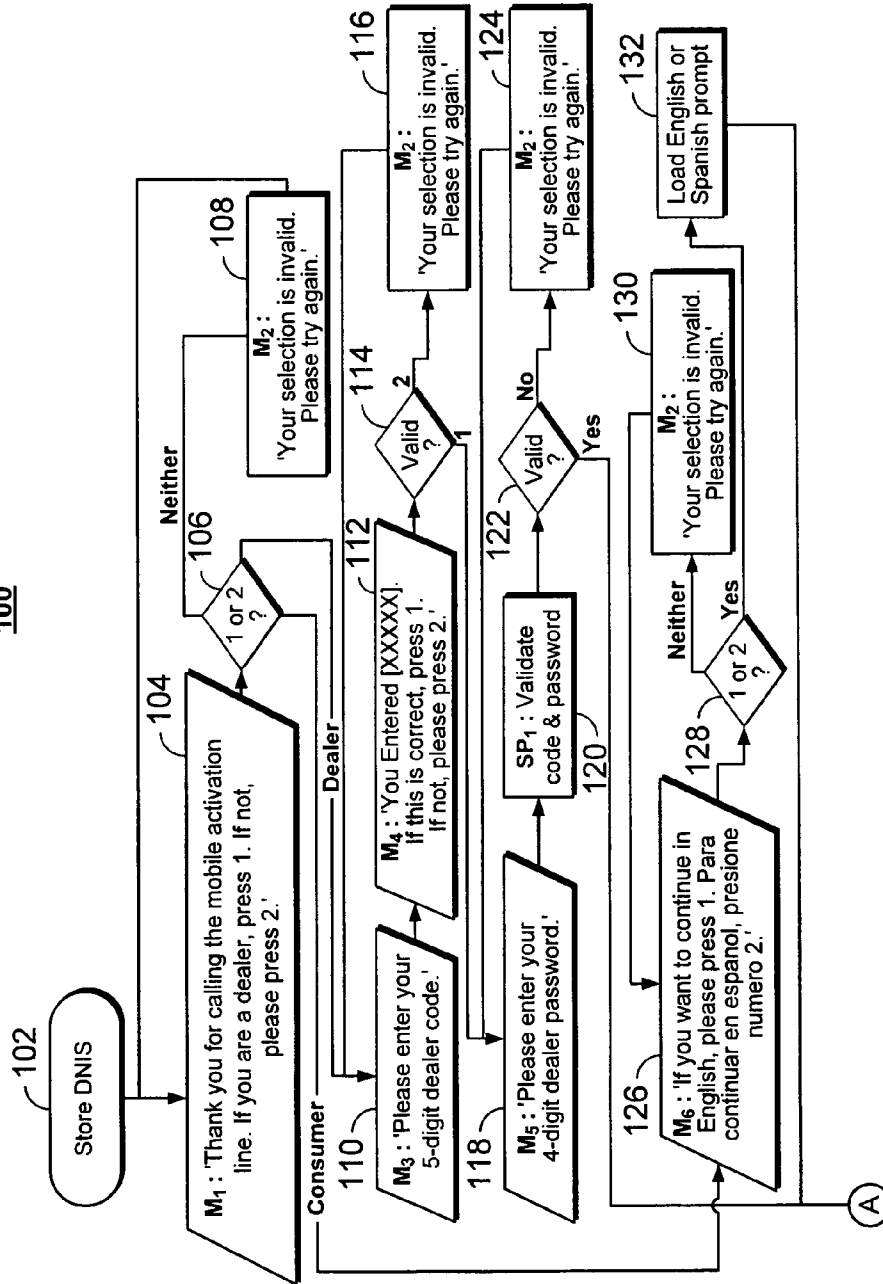 100
102
Store DNIS
104
M₁ : 'Thank you for calling the mobile activation
line. If you are a dealer, press 1. If not,
please press 2.'
106
1 or 2
?
Neither
108
M₂ :
'Your selection is invalid.
Please try again.'
Consumer
Dealer
110
M₃ : 'Please enter your
5-digit dealer code.'
112
M₄ : 'You Entered [XXXXX].
If this is correct, press 1.
If not, please press 2.'
114
Valid
?
2
1
116
M₂ :
'Your selection is invalid.
Please try again.'
118
M₅ : 'Please enter your
4-digit dealer password.'
SP₁ : Validate
code & password
120
122
Valid
?
No
Yes
124
M₂ :
'Your selection is invalid.
Please try again.'
126
M₆ : 'If you want to continue in
English, please press 1. Para
continuar en espanol, presione
numero 2.'
128
1 or 2
?
Neither
Yes
130
M₂ :
'Your selection is invalid.
Please try again.'
132
Load English or
Spanish prompt
A